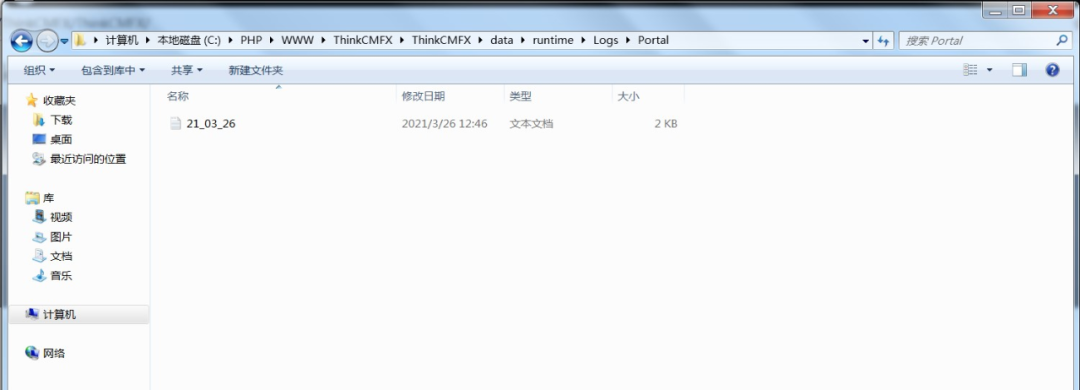 计算机 本地磁盘 (C:) PHP WWW ThinkCMFX ThinkCMFX data runtime Logs Portal
搜索 Portal
组织 包含到库中 共享 新建文件夹
名称 修改日期 类型 大小
21_03_26 2021/3/26 12:46 文本文档 2 KB
收藏夹
下载
桌面
最近访问的位置
库
视频
图片
文档
音乐
计算机
网络